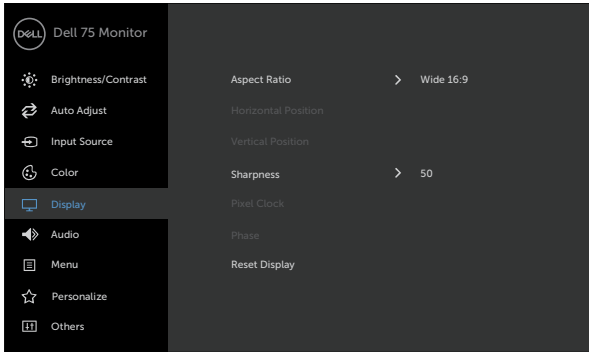 DELL
Dell 75 Monitor
Brightness/Contrast
Auto Adjust
Input Source
Color
Display
Audio
Menu
Personalize
Others
Aspect Ratio > Wide 16:9
Horizontal Position
Vertical Position
Sharpness > 50
Pixel Clock
Phase
Reset Display